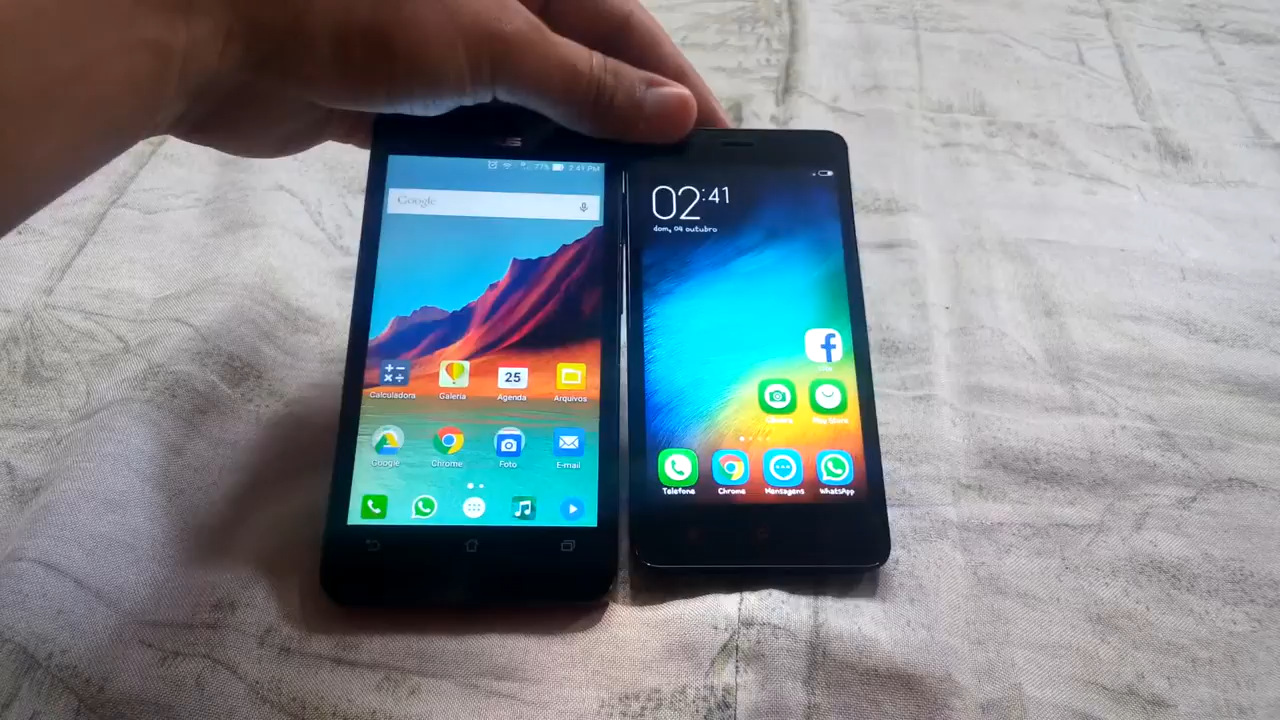 77% 2:41 PM
Google
Calculadora Galeria 25 Agenda Arquivos
Google Chrome Foto E-mail
02:41
dom, 04 outubro
Telefone Chrome Mensagens WhatsApp